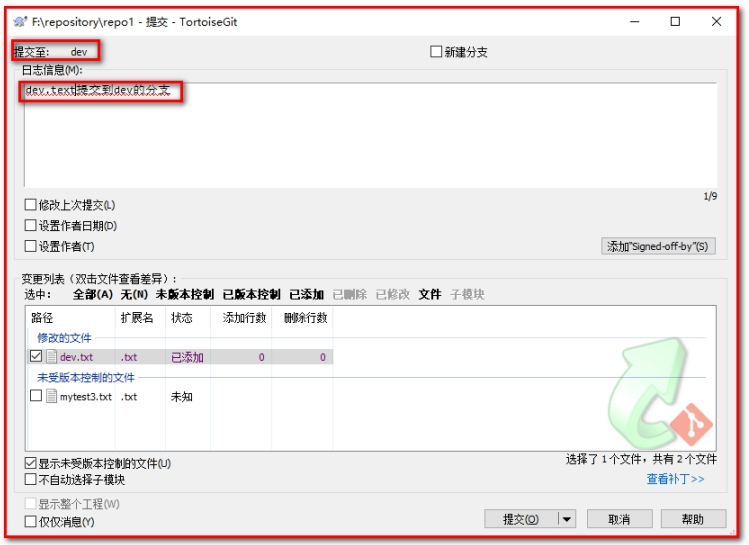 F:\repository\repo1 - 提交 - TortoiseGit
提交至: dev
新建分支
日志信息(M):
dev.text提交到dev的分支
1/9
修改上次提交(L)
设置作者日期(D)
设置作者(T)
添加"Signed-off-by"(S)
变更列表（双击文件查看差异）:
选中: 全部(A) 无(N) 未版本控制 已版本控制 已添加 已删除 已修改 文件 子模块
路径 扩展名 状态 添加行数 删除行数
修改的文件
dev.txt .txt 已添加 0 0
未受版本控制的文件
mytest3.txt .txt 未知
显示未受版本控制的文件(U)
选择了 1 个文件，共有 2 个文件
不自动选择子模块
查看补丁>>
显示整个工程(W)
仅仅消息(Y)
提交(O)
取消
帮助